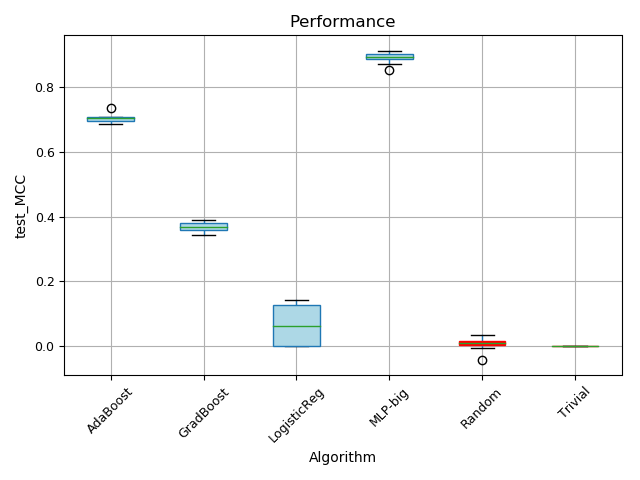 Performance
test_MCC
0.8
0.6
0.4
0.2
0.0
AdaBoost
GradBoost
LogisticReg
MLP-big
Random
Trivial
Algorithm